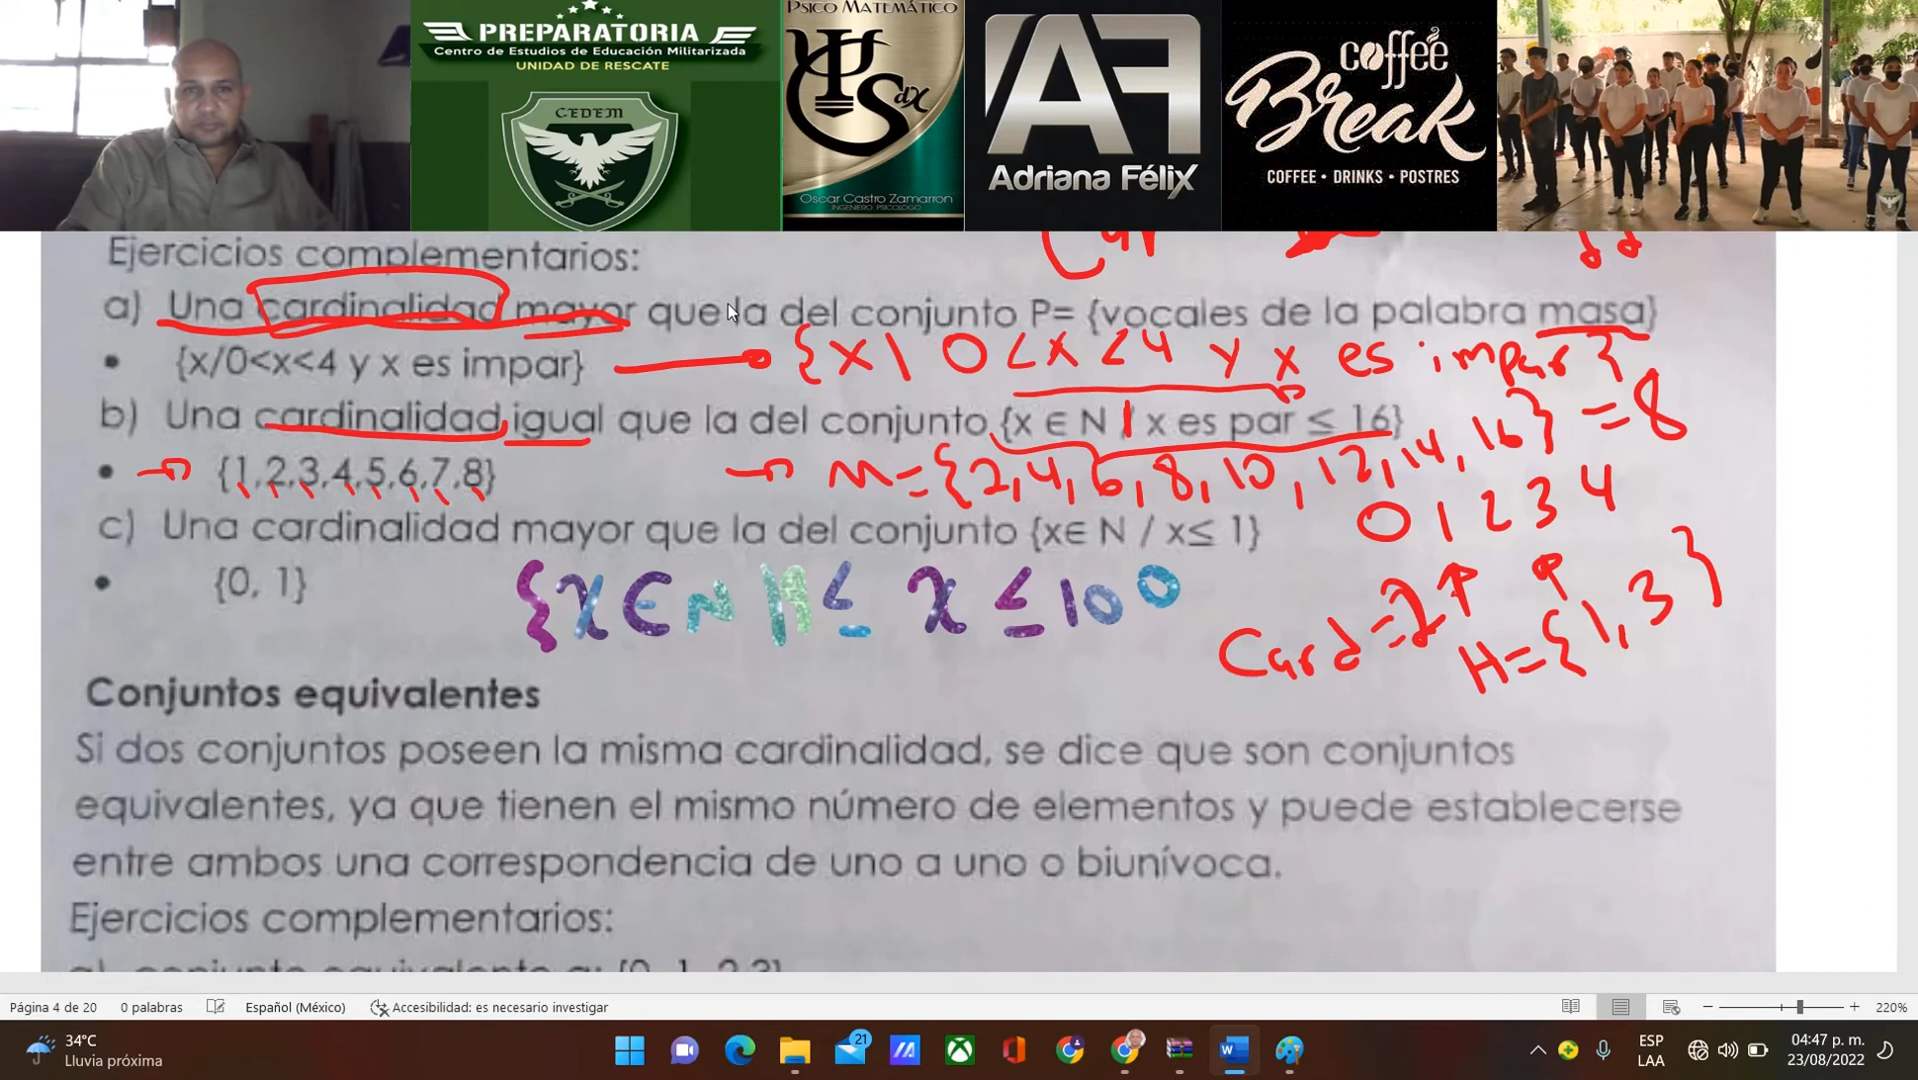 PREPARATORIA
Centro de Estudios de Educación Militarizada
UNIDAD DE RESCATE
CEDEM
PSICO MATEMÁTICO
Oscar Castro Zamarron
INGENIERO PSICOLOGO
AF
Adriana Félix
coffee
Break
COFFEE • DRINKS • POSTRES
Ejercicios complementarios:
a) Una cardinalidad mayor que la del conjunto P= {vocales de la palabra masa}
• {x/0<x<4 y x es impar}
{x | 0 <x <4 y x es impar}
b) Una cardinalidad igual que la del conjunto {x ∈ N / x es par ≤ 16}
• {1,2,3,4,5,6,7,8}
M={2,4,6,8,10,12,14,16} = 8
0 1 2 3 4
c) Una cardinalidad mayor que la del conjunto {x∈ N / x≤ 1}
• {0, 1}
≤ x ≤100
Card=2
H={1,3}
Conjuntos equivalentes
Si dos conjuntos poseen la misma cardinalidad, se dice que son conjuntos
equivalentes, ya que tienen el mismo número de elementos y puede establecerse
entre ambos una correspondencia de uno a uno o biunívoca.
Ejercicios complementarios:
Página 4 de 20
0 palabras
Español (México)
Accesibilidad: es necesario investigar
220%
34°C
Lluvia próxima
21
ESP
LAA
04:47 p. m.
23/08/2022